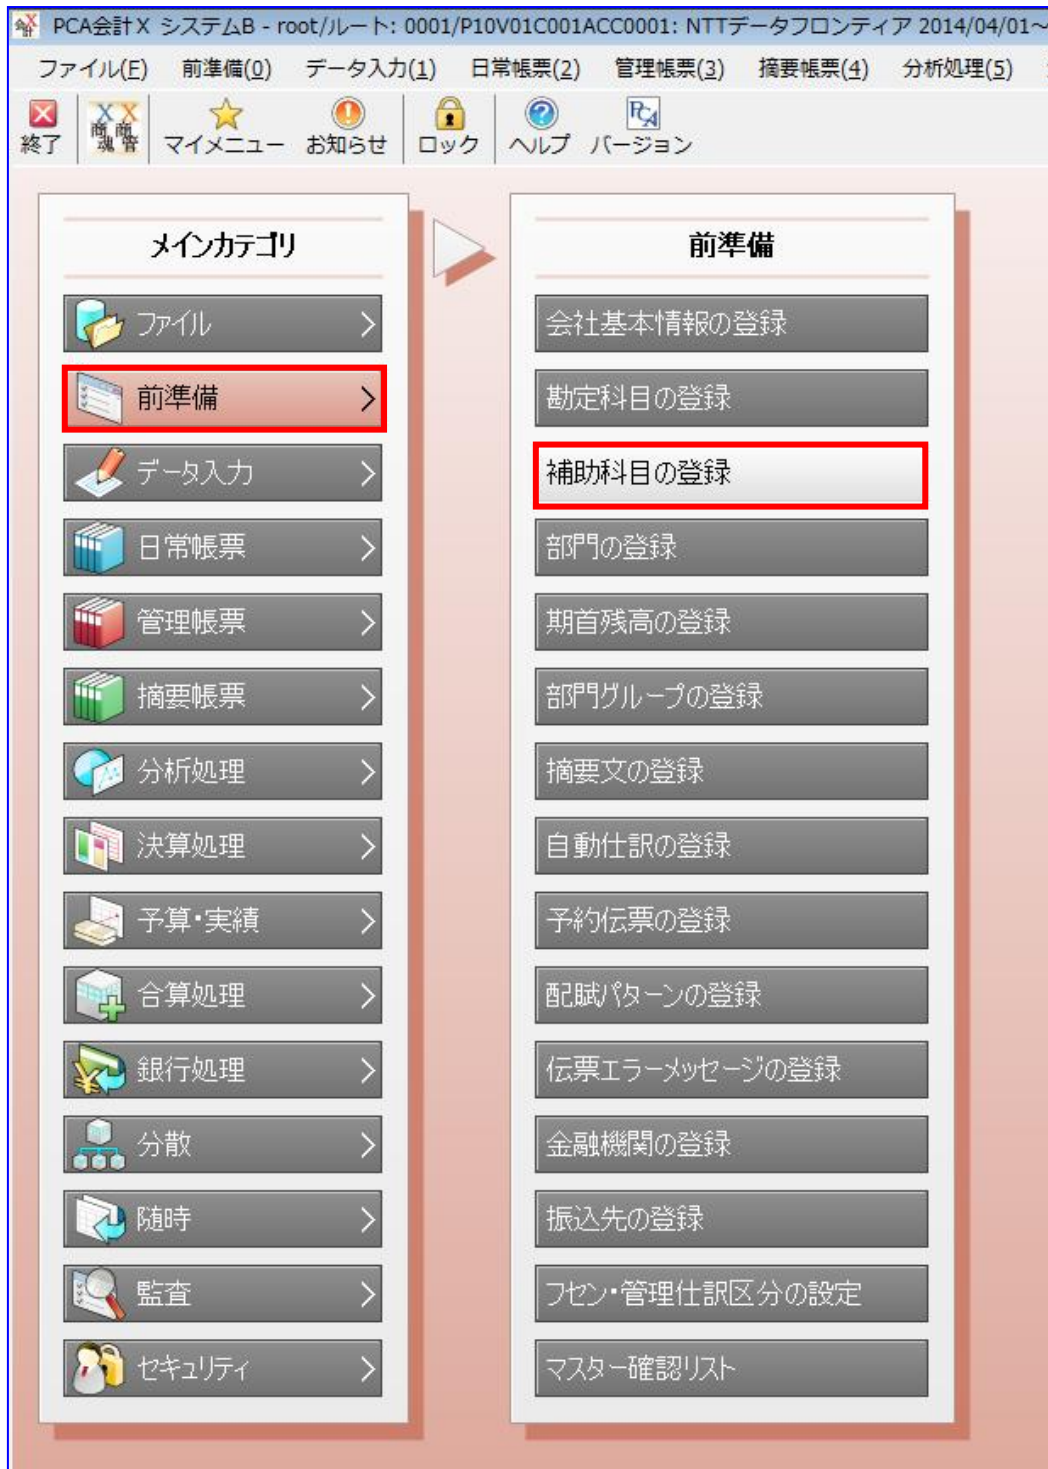 PCA会計X システムB - root/ルート: 0001/P10V01C001ACC0001: NTTデータフロンティア 2014/04/01~
ファイル(F) 前準備(0) データ入力(1) 日常帳票(2) 管理帳票(3) 摘要帳票(4) 分析処理(5)
終了 商魂 商管 マイメニュー お知らせ ロック ヘルプ バージョン
メインカテゴリ
ファイル
前準備
データ入力
日常帳票
管理帳票
摘要帳票
分析処理
決算処理
予算・実績
合算処理
銀行処理
分散
随時
監査
セキュリティ
前準備
会社基本情報の登録
勘定科目の登録
補助科目の登録
部門の登録
期首残高の登録
部門グループの登録
摘要文の登録
自動仕訳の登録
予約伝票の登録
配賦パターンの登録
伝票エラーメッセージの登録
金融機関の登録
振込先の登録
フセン・管理仕訳区分の設定
マスター確認リスト